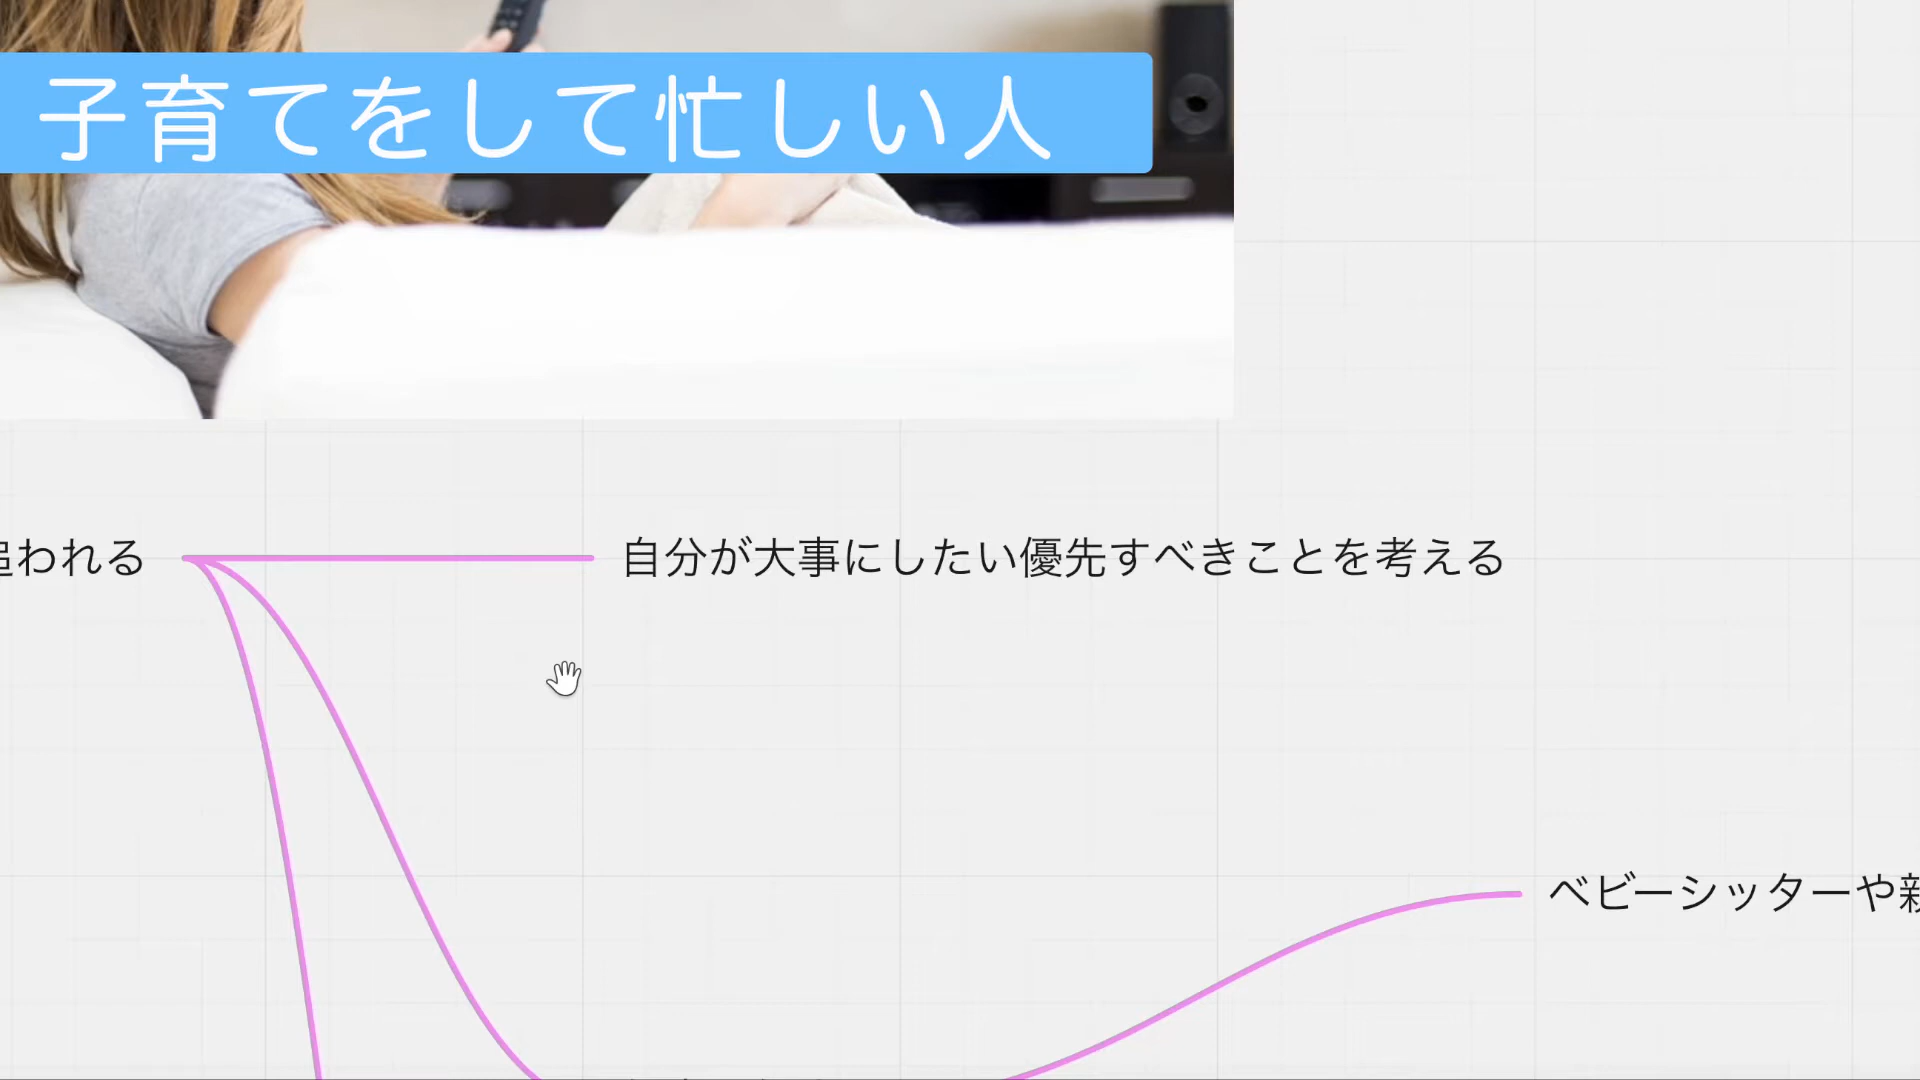 子育てをして忙しい人
追われる
自分が大事にしたい優先すべきことを考える
ベビーシッターや親